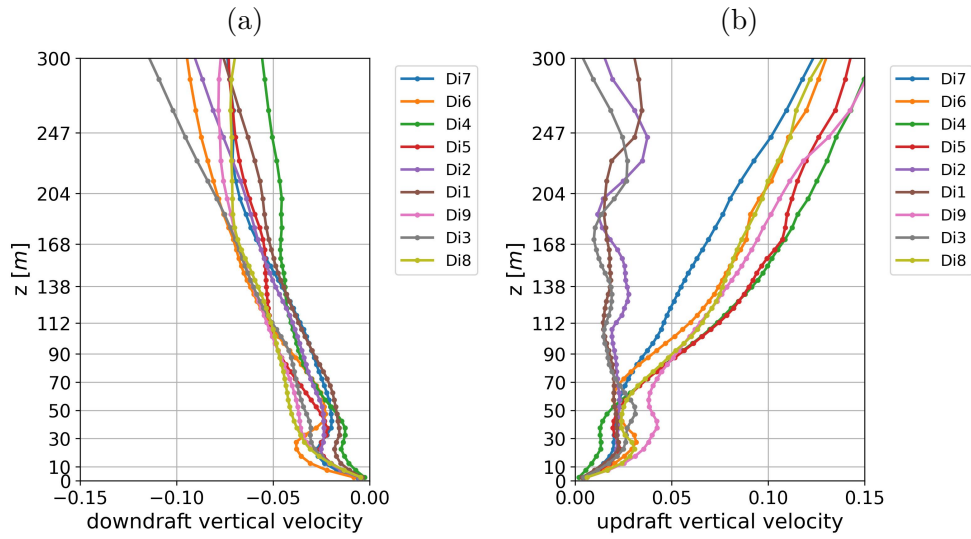 (a)
(b)
300
247
204
168
138
112
90
70
50
30
10
0
z [m]
−0.15
−0.10
−0.05
0.00
downdraft vertical velocity
Di7
Di6
Di4
Di5
Di2
Di1
Di9
Di3
Di8
300
247
204
168
138
112
90
70
50
30
10
0
z [m]
0.00
0.05
0.10
0.15
updraft vertical velocity
Di7
Di6
Di4
Di5
Di2
Di1
Di9
Di3
Di8